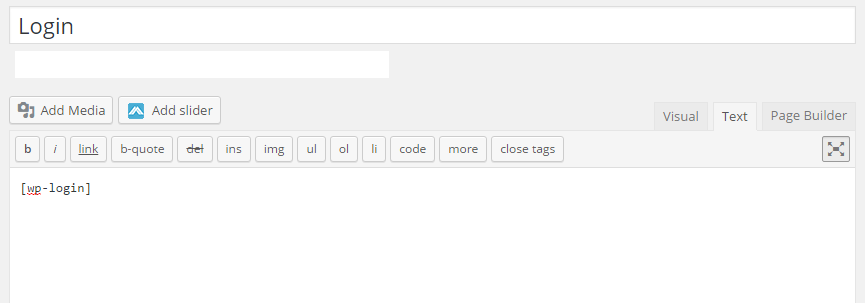 Login
Add Media Add slider
Visual Text Page Builder
b i link b-quote del ins img ul ol li code more close tags
[wp-login]